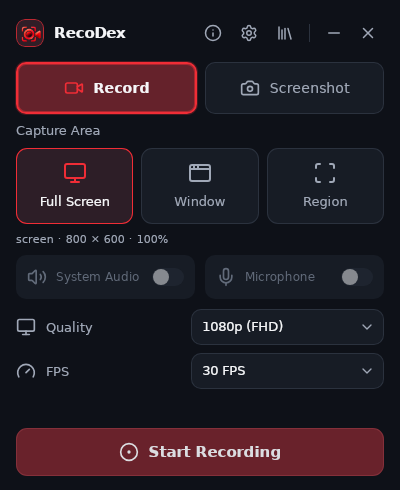 RecoDex
Record
Screenshot
Capture Area
Full Screen
Window
Region
screen · 800 × 600 · 100%
System Audio
Microphone
Quality
1080p (FHD)
FPS
30 FPS
Start Recording